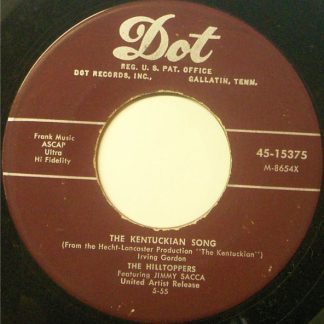 Dot
REG. U. S. PAT. OFFICE
DOT RECORDS, INC., GALLATIN, TENN.
Frank Music
ASCAP
Ultra
Hi Fidelity
45-15375
M-8654X
THE KENTUCKIAN SONG
(From the Hecht-Lancaster Production "The Kentuckian")
Irving Gordon
THE HILLTOPPERS
Featuring JIMMY SACCA
United Artist Release
5-55